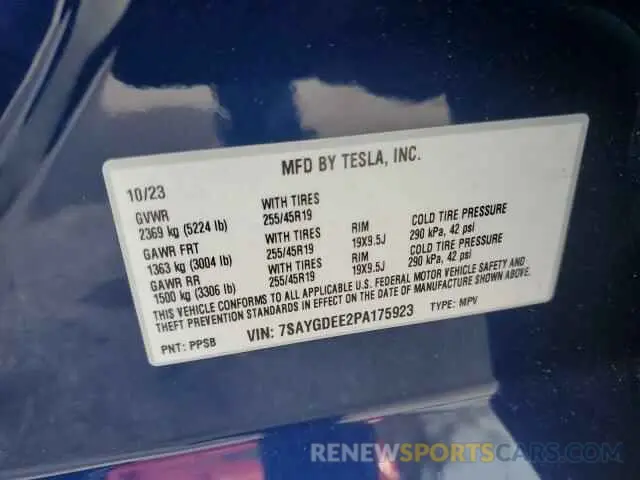 MFD BY TESLA, INC.
10/23
GVWR WITH TIRES
2369 kg (5224 lb) 255/45R19
GAWR FRT WITH TIRES RIM COLD TIRE PRESSURE
1363 kg (3004 lb) 255/45R19 19X9.5J 290 kPa, 42 psi
GAWR RR WITH TIRES RIM COLD TIRE PRESSURE
1500 kg (3306 lb) 255/45R19 19X9.5J 290 kPa, 42 psi
THIS VEHICLE CONFORMS TO ALL APPLICABLE U.S. FEDERAL MOTOR VEHICLE SAFETY AND
THEFT PREVENTION STANDARDS IN EFFECT ON THE DATE OF MANUFACTURE SHOWN ABOVE.
PNT: PPSB VIN: 7SAYGDEE2PA175923 TYPE: MPV
RENEWSPORTSCARS.COM